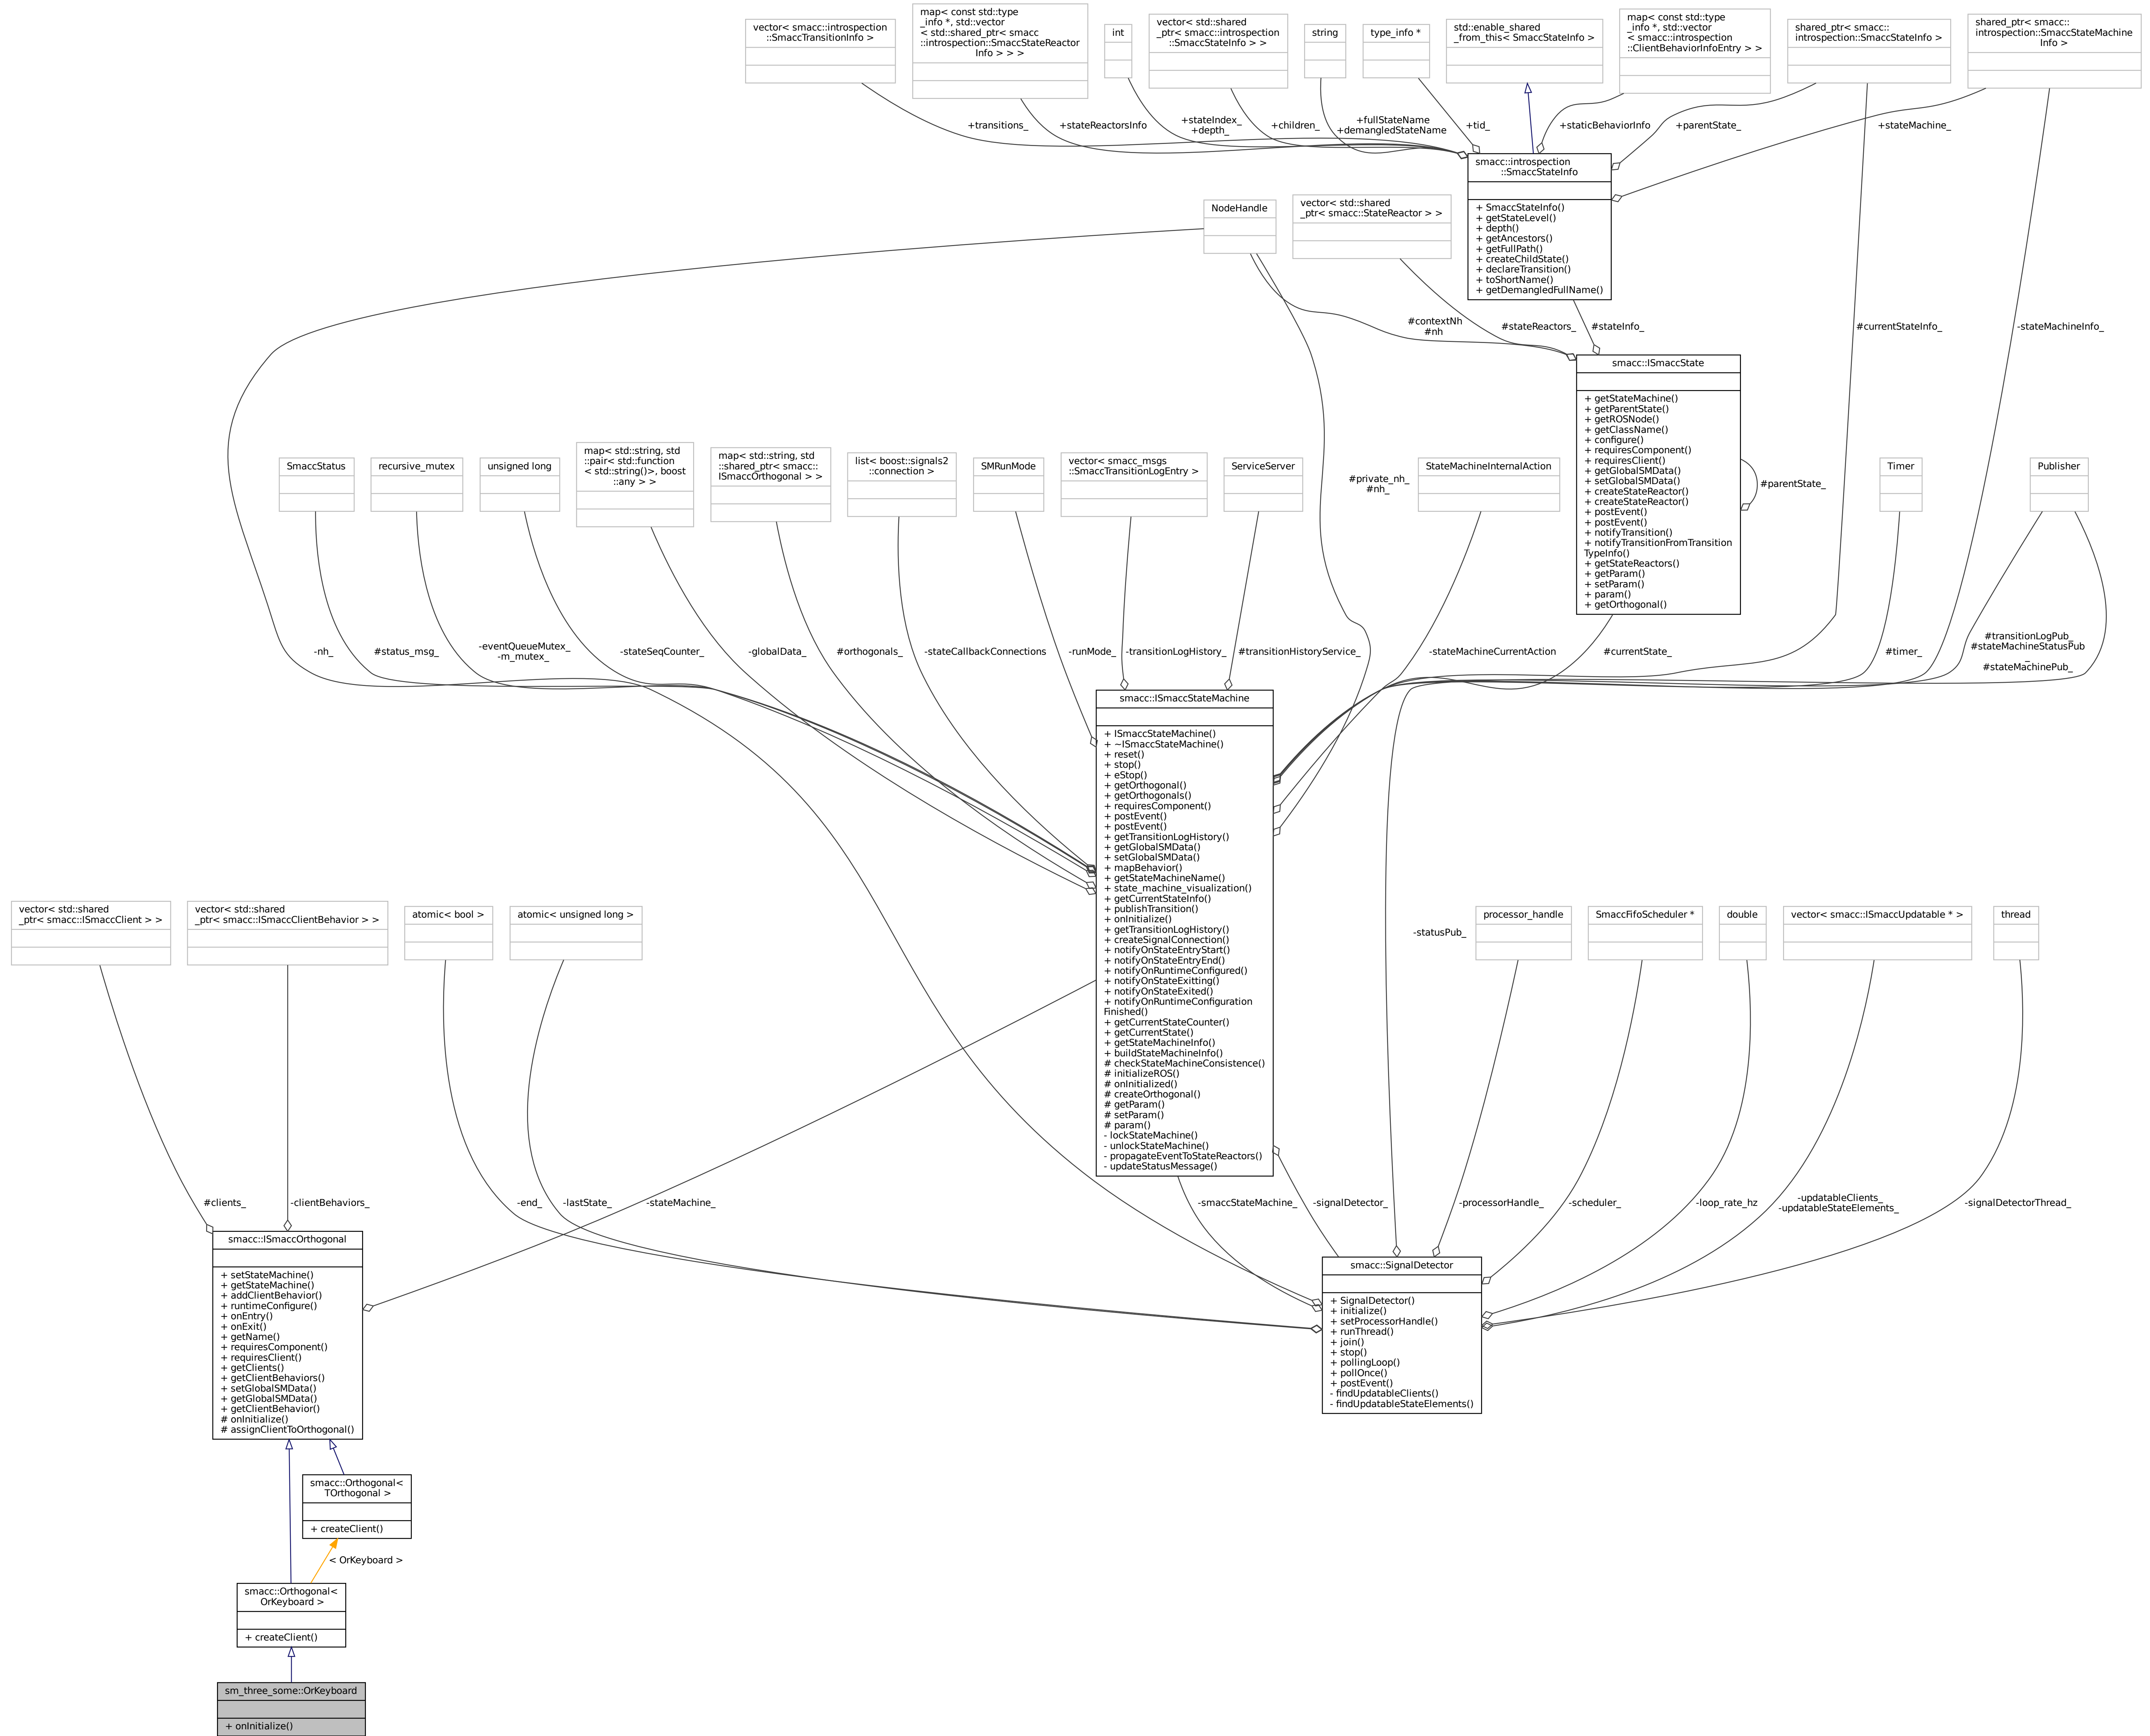 vector< smacc::introspection
::SmaccTransitionInfo >
map< const std::type
_info *, std::vector
< std::shared_ptr< smacc
::introspection::SmaccStateReactor
Info > > >
int
vector< std::shared
_ptr< smacc::introspection
::SmaccStateInfo > >
string
type_info *
std::enable_shared
_from_this< SmaccStateInfo >
map< const std::type
_info *, std::vector
< smacc::introspection
::ClientBehaviorInfoEntry > >
shared_ptr< smacc::
introspection::SmaccStateInfo >
shared_ptr< smacc::
introspection::SmaccStateMachine
Info >
+transitions_
+stateReactorsInfo
+stateIndex_
+depth_
+children_
+fullStateName
+demangledStateName
+tid_
+staticBehaviorInfo
+parentState_
+stateMachine_
smacc::introspection
::SmaccStateInfo
+ SmaccStateInfo()
+ getStateLevel()
+ depth()
+ getAncestors()
+ getFullPath()
+ createChildState()
+ declareTransition()
+ toShortName()
+ getDemangledFullName()
NodeHandle
vector< std::shared
_ptr< smacc::StateReactor > >
#contextNh
#nh
#stateReactors_
#stateInfo_
#currentStateInfo_
-stateMachineInfo_
smacc::ISmaccState
+ getStateMachine()
+ getParentState()
+ getROSNode()
+ getClassName()
+ configure()
+ requiresComponent()
+ requiresClient()
+ getGlobalSMData()
+ setGlobalSMData()
+ createStateReactor()
+ createStateReactor()
+ postEvent()
+ postEvent()
+ notifyTransition()
+ notifyTransitionFromTransition
TypeInfo()
+ getStateReactors()
+ getParam()
+ setParam()
+ param()
+ getOrthogonal()
#parentState_
SmaccStatus
recursive_mutex
unsigned long
map< std::string, std
::pair< std::function
< std::string()>, boost
::any > >
map< std::string, std
::shared_ptr< smacc::
ISmaccOrthogonal > >
list< boost::signals2
::connection >
SMRunMode
vector< smacc_msgs
::SmaccTransitionLogEntry >
ServiceServer
#private_nh_
#nh_
StateMachineInternalAction
Timer
Publisher
-nh_
#status_msg_
-eventQueueMutex_
-m_mutex_
-stateSeqCounter_
-globalData_
#orthogonals_
-stateCallbackConnections
-runMode_
-transitionLogHistory_
#transitionHistoryService_
-stateMachineCurrentAction
#currentState_
#timer_
#transitionLogPub_
#stateMachineStatusPub
_
#stateMachinePub_
smacc::ISmaccStateMachine
+ ISmaccStateMachine()
+ ~ISmaccStateMachine()
+ reset()
+ stop()
+ eStop()
+ getOrthogonal()
+ getOrthogonals()
+ requiresComponent()
+ postEvent()
+ postEvent()
+ getTransitionLogHistory()
+ getGlobalSMData()
+ setGlobalSMData()
+ mapBehavior()
+ getStateMachineName()
+ state_machine_visualization()
+ getCurrentStateInfo()
+ publishTransition()
+ onInitialize()
+ getTransitionLogHistory()
+ createSignalConnection()
+ notifyOnStateEntryStart()
+ notifyOnStateEntryEnd()
+ notifyOnRuntimeConfigured()
+ notifyOnStateExitting()
+ notifyOnStateExited()
+ notifyOnRuntimeConfiguration
Finished()
+ getCurrentStateCounter()
+ getCurrentState()
+ getStateMachineInfo()
+ buildStateMachineInfo()
# checkStateMachineConsistence()
# initializeROS()
# onInitialized()
# createOrthogonal()
# getParam()
# setParam()
# param()
- lockStateMachine()
- unlockStateMachine()
- propagateEventToStateReactors()
- updateStatusMessage()
vector< std::shared
_ptr< smacc::ISmaccClient > >
vector< std::shared
_ptr< smacc::ISmaccClientBehavior > >
atomic< bool >
atomic< unsigned long >
-statusPub_
processor_handle
SmaccFifoScheduler *
double
vector< smacc::ISmaccUpdatable * >
thread
#clients_
-clientBehaviors_
-end_
-lastState_
-stateMachine_
-smaccStateMachine_
-signalDetector_
-processorHandle_
-scheduler_
-loop_rate_hz
-updatableClients_
-updatableStateElements_
-signalDetectorThread_
smacc::ISmaccOrthogonal
+ setStateMachine()
+ getStateMachine()
+ addClientBehavior()
+ runtimeConfigure()
+ onEntry()
+ onExit()
+ getName()
+ requiresComponent()
+ requiresClient()
+ getClients()
+ getClientBehaviors()
+ setGlobalSMData()
+ getGlobalSMData()
+ getClientBehavior()
# onInitialize()
# assignClientToOrthogonal()
smacc::SignalDetector
+ SignalDetector()
+ initialize()
+ setProcessorHandle()
+ runThread()
+ join()
+ stop()
+ pollingLoop()
+ pollOnce()
+ postEvent()
- findUpdatableClients()
- findUpdatableStateElements()
smacc::Orthogonal<
TOrthogonal >
+ createClient()
< OrKeyboard >
smacc::Orthogonal<
OrKeyboard >
+ createClient()
sm_three_some::OrKeyboard
+ onInitialize()